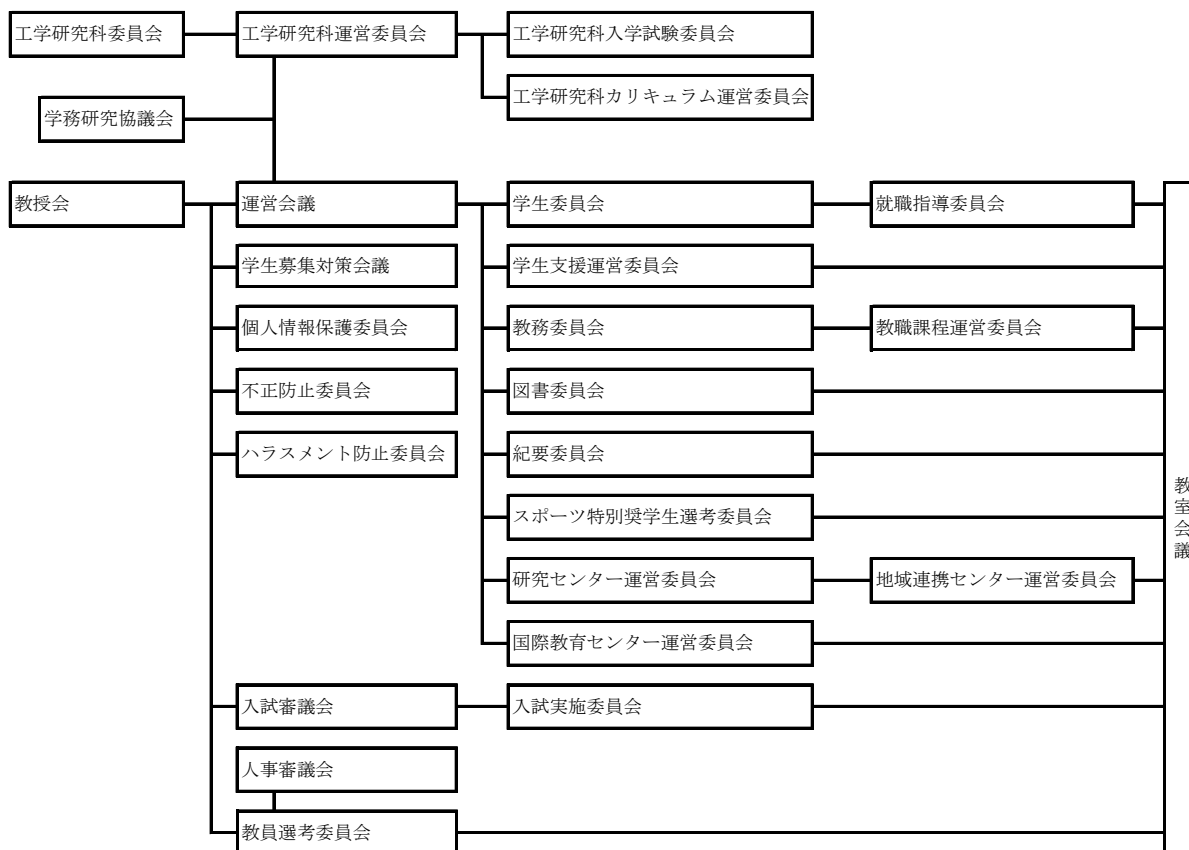 工学研究科委員会
工学研究科運営委員会
工学研究科入学試験委員会
工学研究科カリキュラム運営委員会
学務研究協議会
教授会
運営会議
学生委員会
就職指導委員会
学生募集対策会議
学生支援運営委員会
個人情報保護委員会
教務委員会
教職課程運営委員会
不正防止委員会
図書委員会
ハラスメント防止委員会
紀要委員会
教室会議
スポーツ特別奨学生選考委員会
研究センター運営委員会
地域連携センター運営委員会
国際教育センター運営委員会
入試審議会
入試実施委員会
人事審議会
教員選考委員会